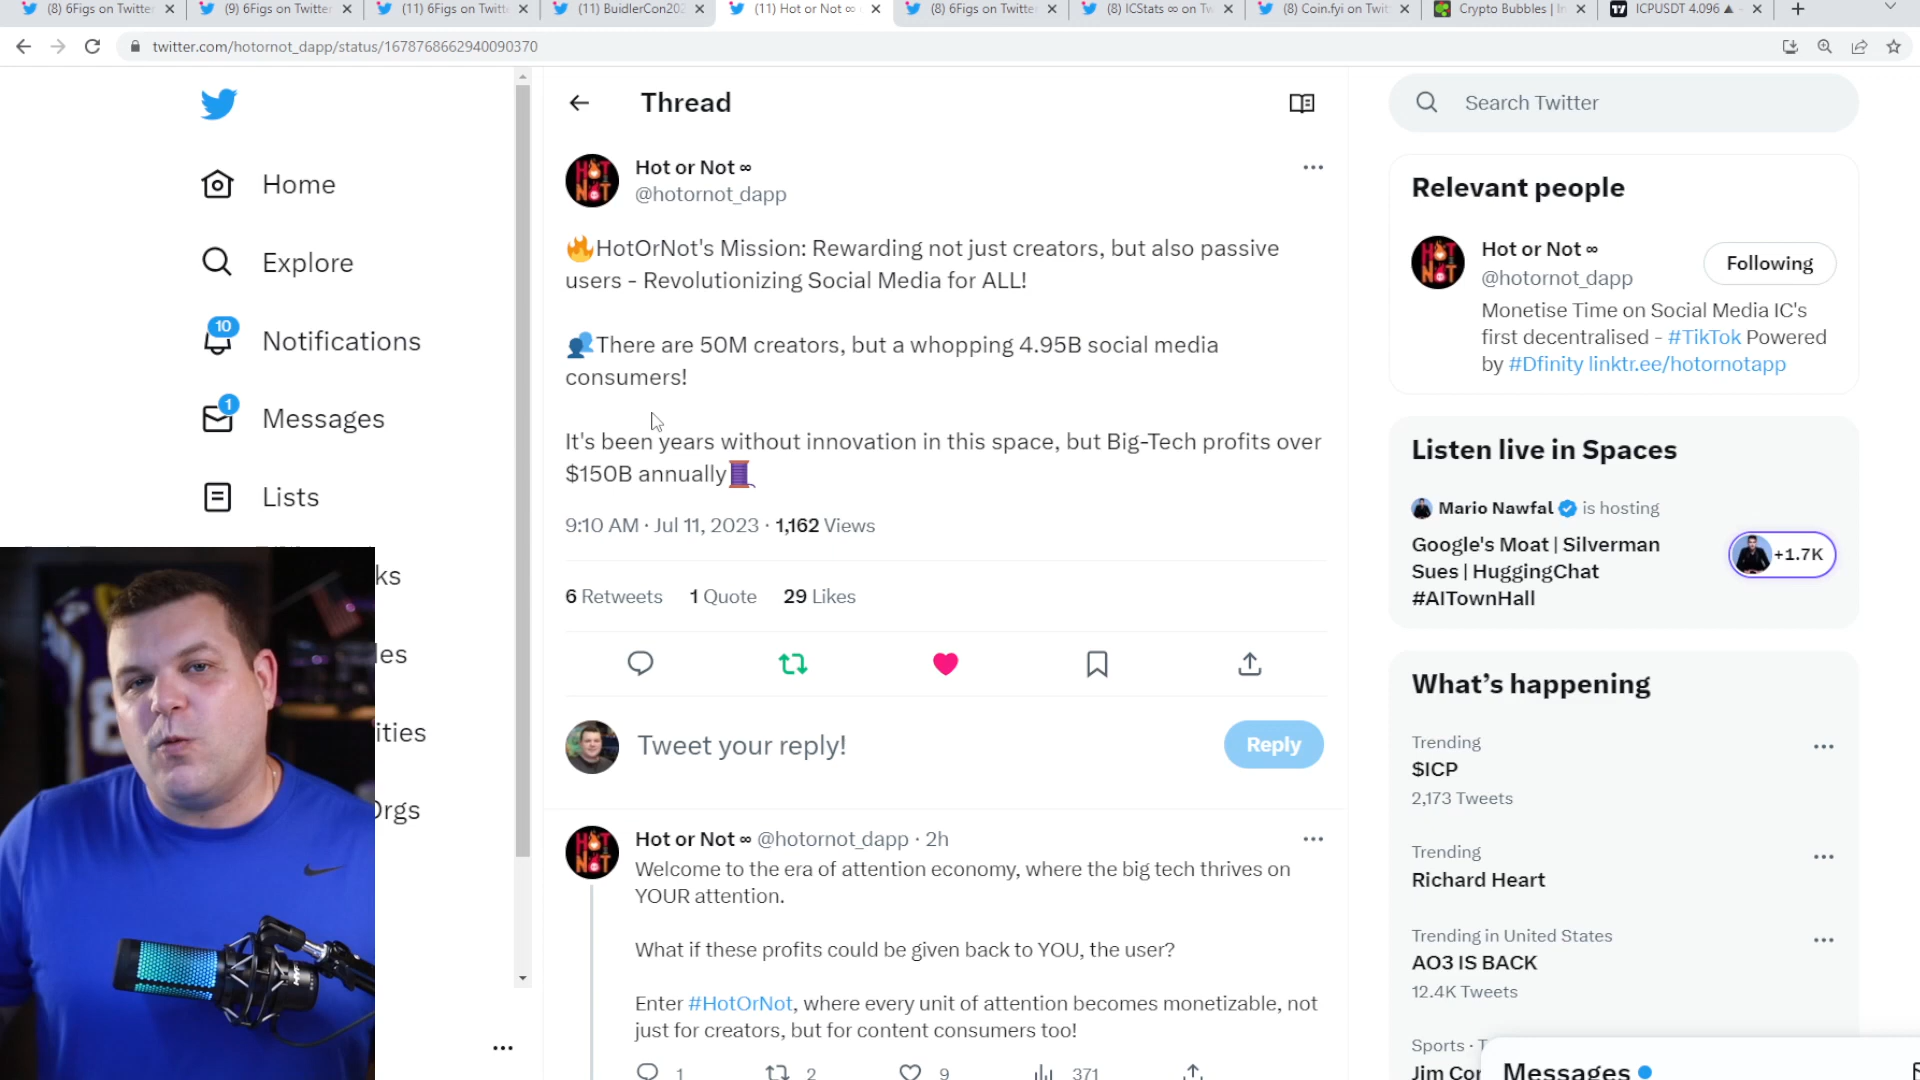 (8) 6Figs on Twitter
(9) 6Figs on Twitter
(11) 6Figs on Twitt
(11) BuidlerCon202
(11) Hot or Not ∞
(8) 6Figs on Twitter
(8) ICStats ∞ on Tw
(8) Coin.fyi on Twit
Crypto Bubbles | In
ICPUSDT 4.096 ▲
twitter.com/hotornot_dapp/status/1678768662940090370
Home
Explore
10
Notifications
1
Messages
Lists
ks
les
ities
Orgs
Thread
Hot or Not ∞
@hotornot_dapp
🔥HotOrNot's Mission: Rewarding not just creators, but also passive
users - Revolutionizing Social Media for ALL!
👥There are 50M creators, but a whopping 4.95B social media
consumers!
It's been years without innovation in this space, but Big-Tech profits over
$150B annually🧵
9:10 AM · Jul 11, 2023 · 1,162 Views
6 Retweets 1 Quote 29 Likes
Tweet your reply!
Reply
Hot or Not ∞ @hotornot_dapp · 2h
Welcome to the era of attention economy, where the big tech thrives on
YOUR attention.
What if these profits could be given back to YOU, the user?
Enter #HotOrNot, where every unit of attention becomes monetizable, not
just for creators, but for content consumers too!
1 2 9 371
Search Twitter
Relevant people
Hot or Not ∞
@hotornot_dapp
Following
Monetise Time on Social Media IC's
first decentralised - #TikTok Powered
by #Dfinity linktr.ee/hotornotapp
Listen live in Spaces
Mario Nawfal is hosting
Google's Moat | Silverman
Sues | HuggingChat
#AITownHall
+1.7K
What's happening
Trending
$ICP
2,173 Tweets
Trending
Richard Heart
Trending in United States
AO3 IS BACK
12.4K Tweets
Sports · T
Jim Cor
Messages